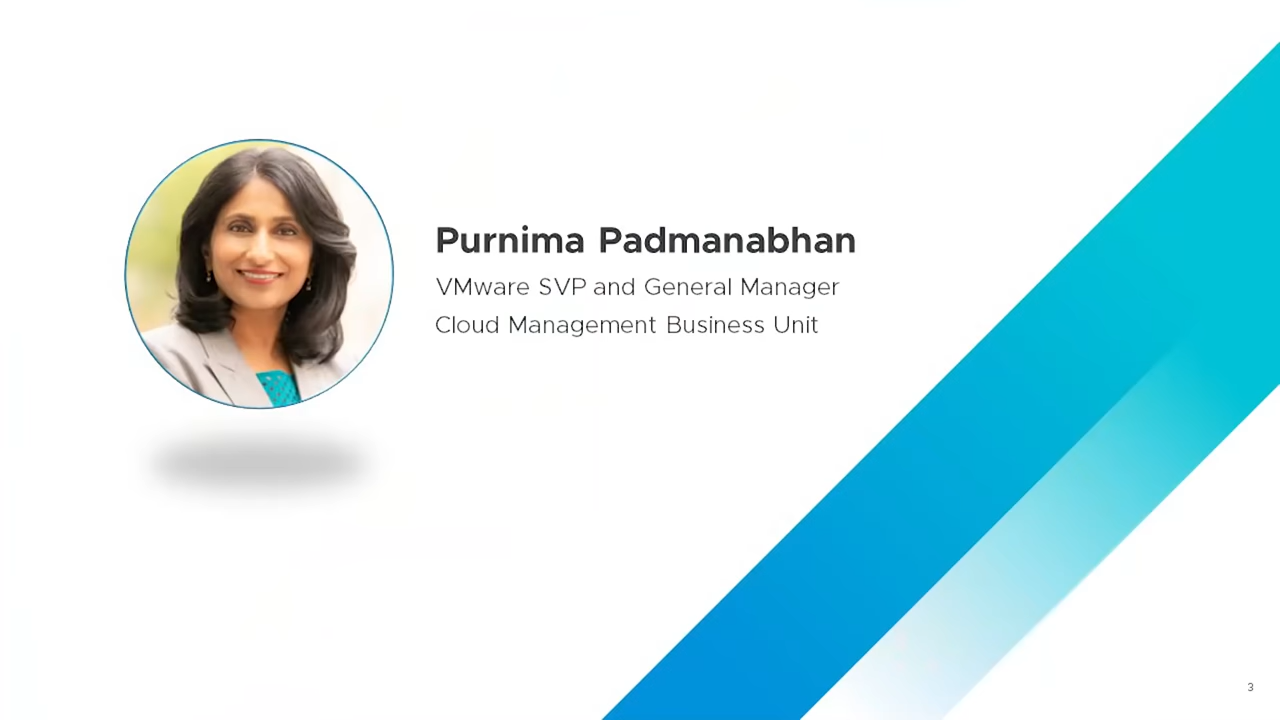 Purnima Padmanabhan
VMware SVP and General Manager
Cloud Management Business Unit
3